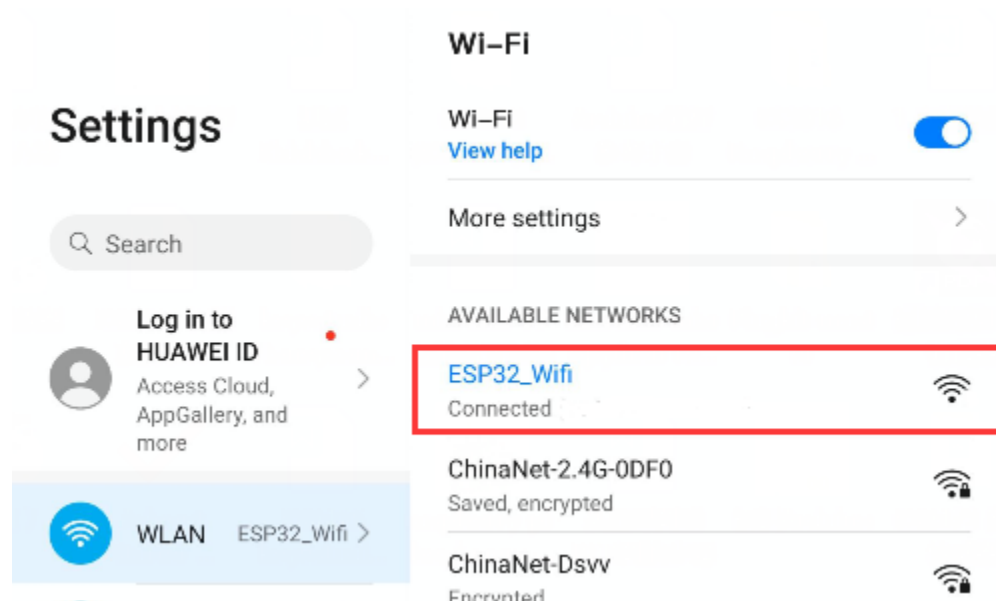 Settings
Search
Log in to
HUAWEI ID
Access Cloud,
AppGallery, and
more
WLAN ESP32_Wifi
Wi-Fi
Wi-Fi
View help
More settings
AVAILABLE NETWORKS
ESP32_Wifi
Connected
ChinaNet-2.4G-0DF0
Saved, encrypted
ChinaNet-Dsvv
Encrypted